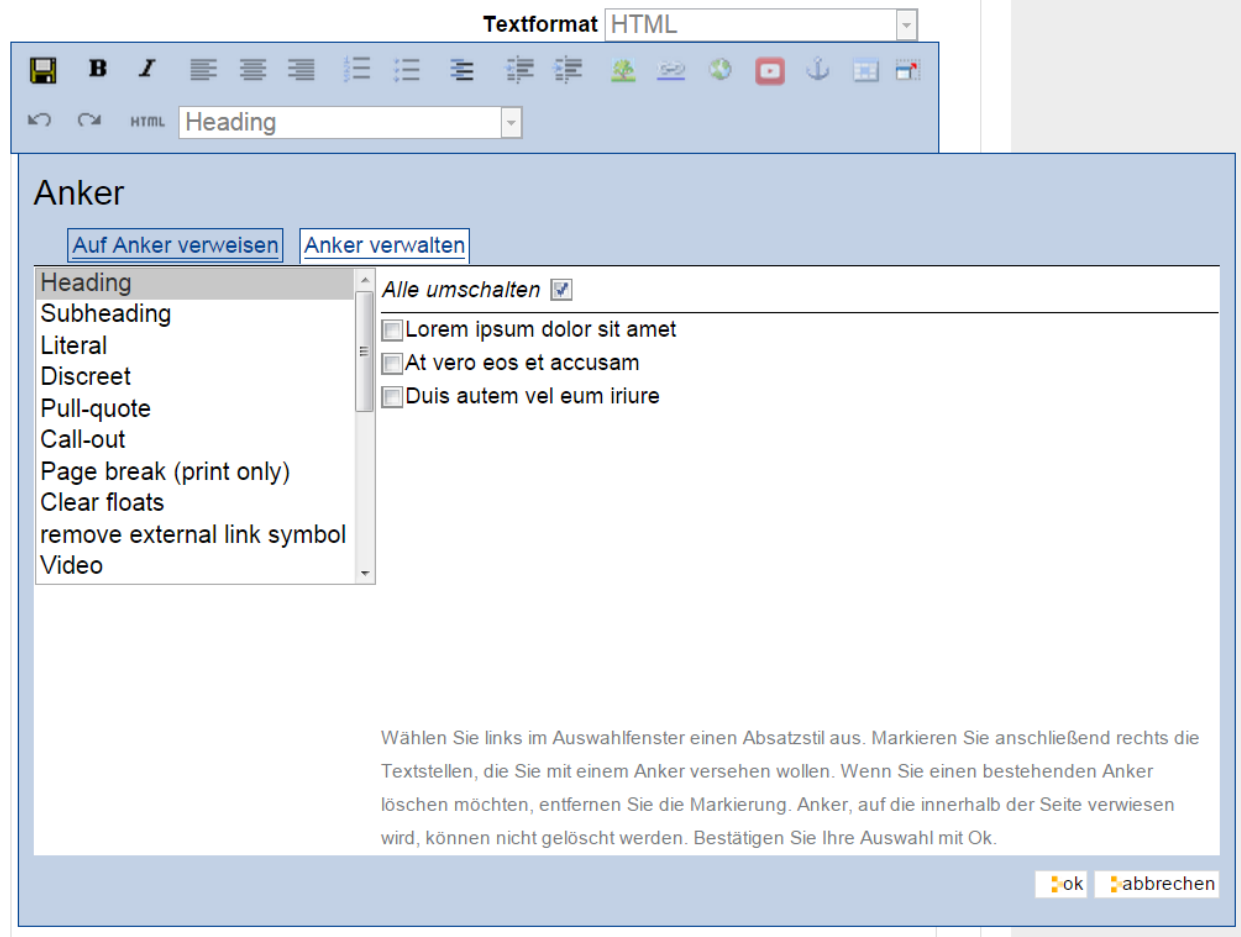 Textformat HTML
B I
HTML Heading
Anker
Auf Anker verweisen Anker verwalten
Heading
Subheading
Literal
Discreet
Pull-quote
Call-out
Page break (print only)
Clear floats
remove external link symbol
Video
Alle umschalten
Lorem ipsum dolor sit amet
At vero eos et accusam
Duis autem vel eum iriure
Wählen Sie links im Auswahlfenster einen Absatzstil aus. Markieren Sie anschließend rechts die
Textstellen, die Sie mit einem Anker versehen wollen. Wenn Sie einen bestehenden Anker
löschen möchten, entfernen Sie die Markierung. Anker, auf die innerhalb der Seite verwiesen
wird, können nicht gelöscht werden. Bestätigen Sie Ihre Auswahl mit Ok.
ok abbrechen